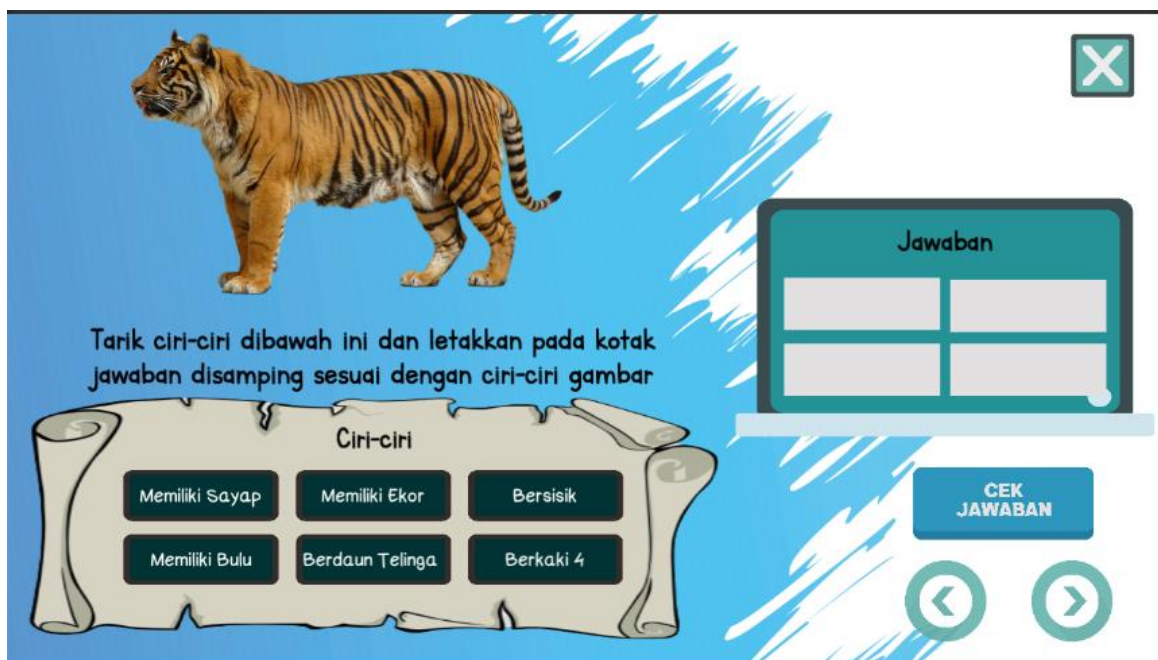 Tarik ciri-ciri dibawah ini dan letakkan pada kotak
jawaban disamping sesuai dengan ciri-ciri gambar
Ciri-ciri
Memiliki Sayap
Memiliki Ekor
Bersisik
Memiliki Bulu
Berdaun Telinga
Berkaki 4
Jawaban
CEK
JAWABAN